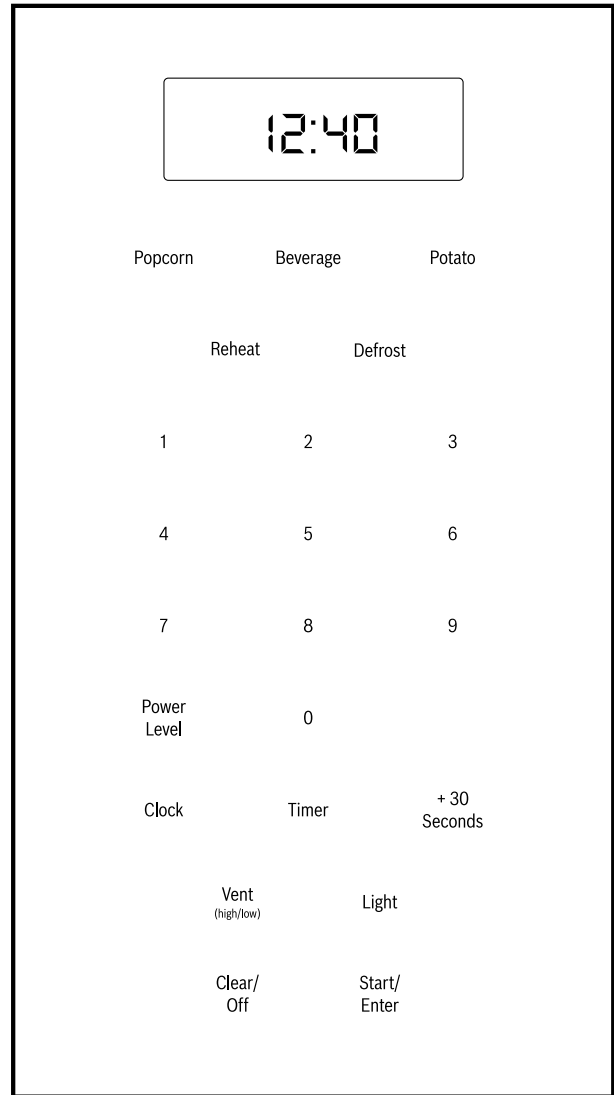 12:40
Popcorn Beverage Potato
Reheat Defrost
1 2 3
4 5 6
7 8 9
Power
Level
0
Clock Timer
+ 30
Seconds
Vent
(high/low)
Light
Clear/
Off
Start/
Enter